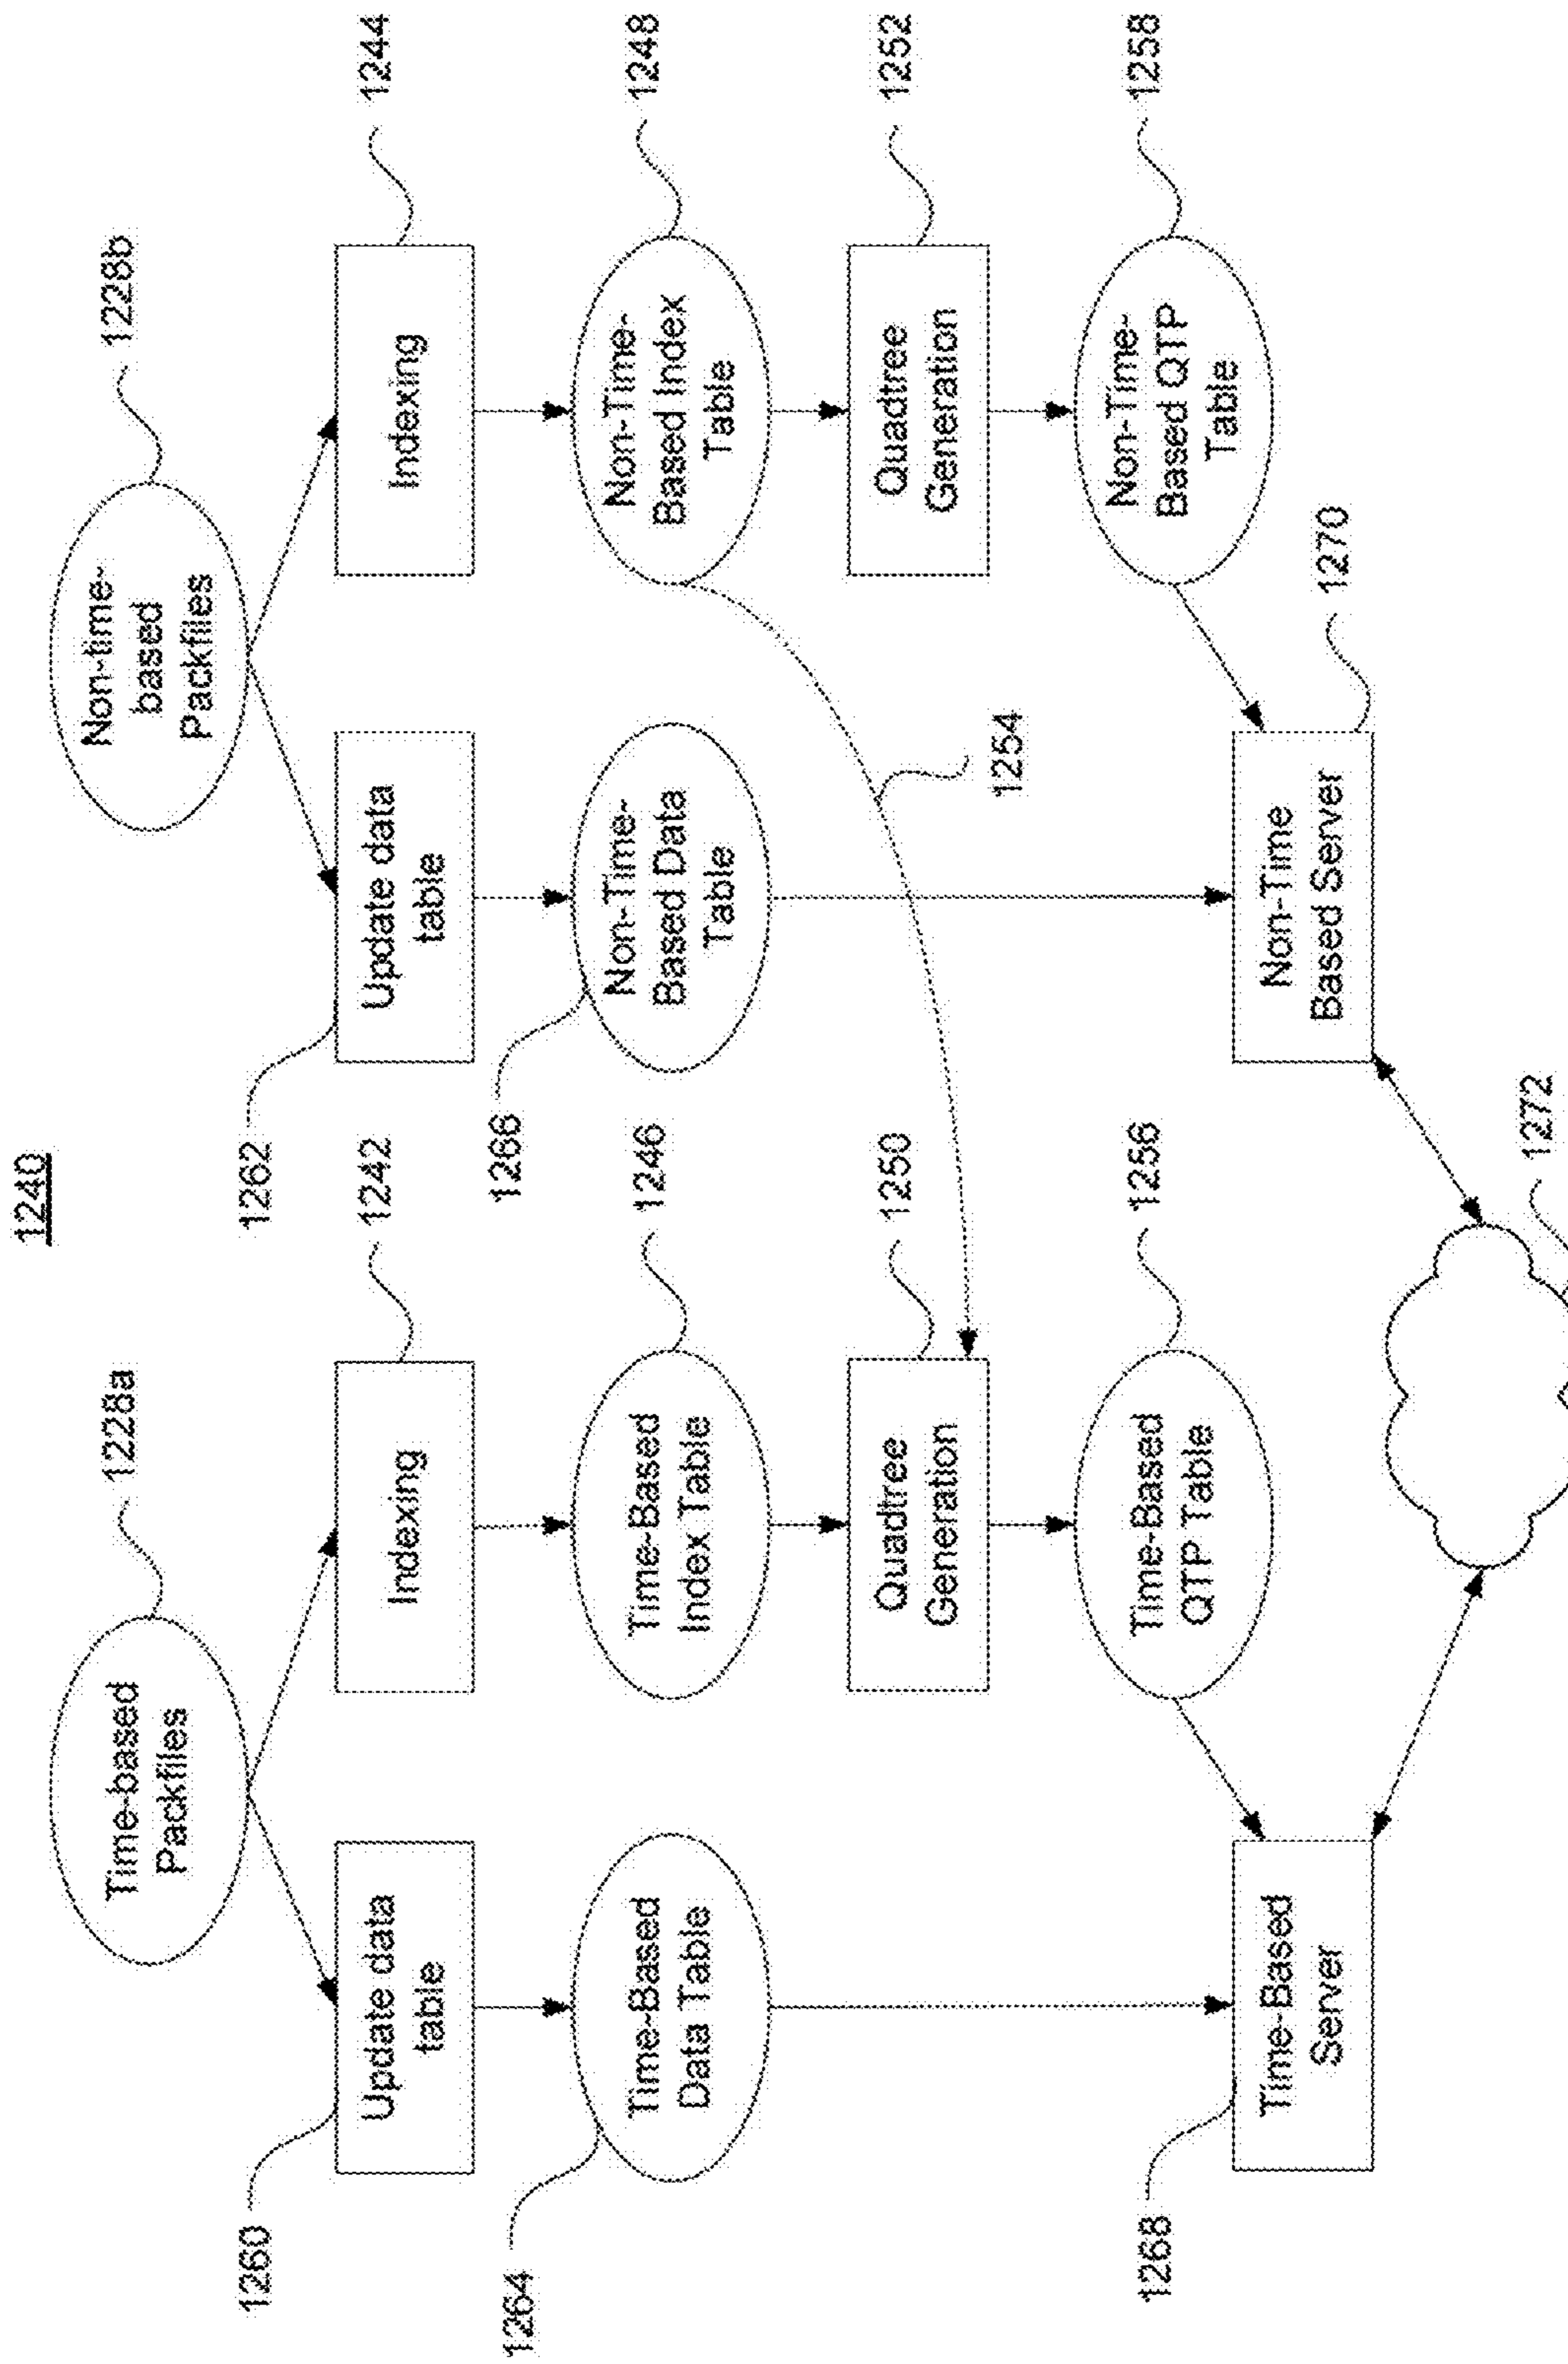 1240
Time-based
Packfiles
1228a
Non-time-
based
Packfiles
1228b
1260
Update data
table
Indexing
1242
1262
Update data
table
Indexing
1244
1264
Time-Based
Data Table
Time-Based
Index Table
1246
1266
Non-Time-
Based Data
Table
Non-Time-
Based Index
Table
1248
Quadtree
Generation
1250
1254
Quadtree
Generation
1252
Time-Based
QTP Table
1256
Non-Time-
Based QTP
Table
1258
1268
Time-Based
Server
Non-Time
Based Server
1270
1272